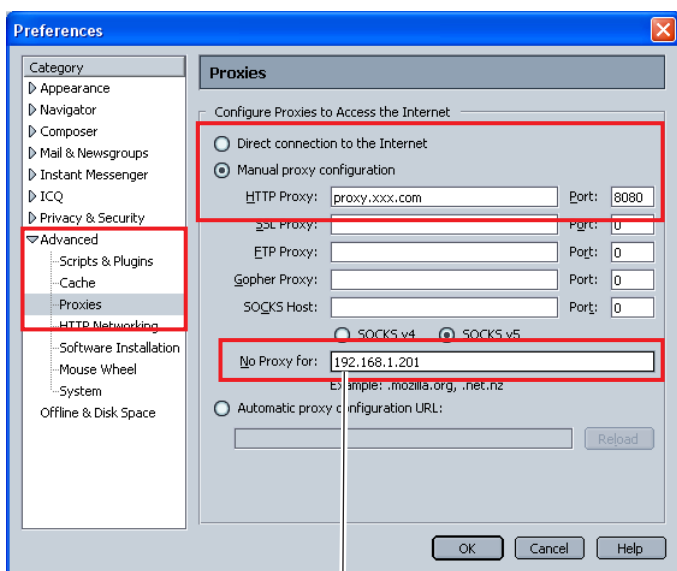 Preferences
Category
Appearance
Navigator
Composer
Mail & Newsgroups
Instant Messenger
ICQ
Privacy & Security
Advanced
Scripts & Plugins
Cache
Proxies
HTTP Networking
Software Installation
Mouse Wheel
System
Offline & Disk Space
Proxies
Configure Proxies to Access the Internet
Direct connection to the Internet
Manual proxy configuration
HTTP Proxy: proxy.xxx.com Port: 8080
SSL Proxy: Port: 0
FTP Proxy: Port: 0
Gopher Proxy: Port: 0
SOCKS Host: Port: 0
SOCKS v4 SOCKS v5
No Proxy for: 192.168.1.201
Example: .mozilla.org, .net.nz
Automatic proxy configuration URL:
Reload
OK Cancel Help